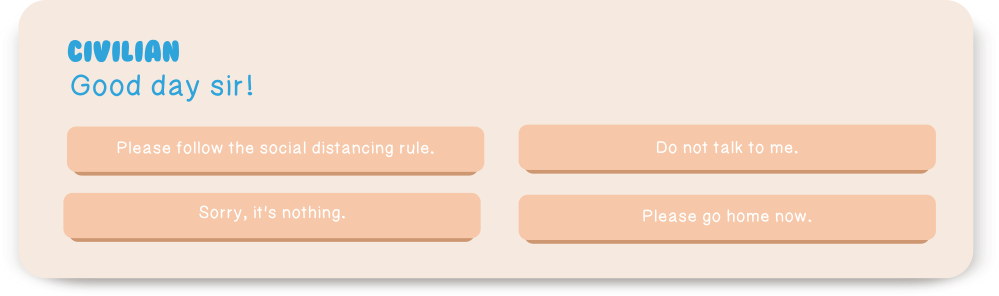 CIVILIAN
Good day sir!
Please follow the social distancing rule.
Do not talk to me.
Sorry, it's nothing.
Please go home now.